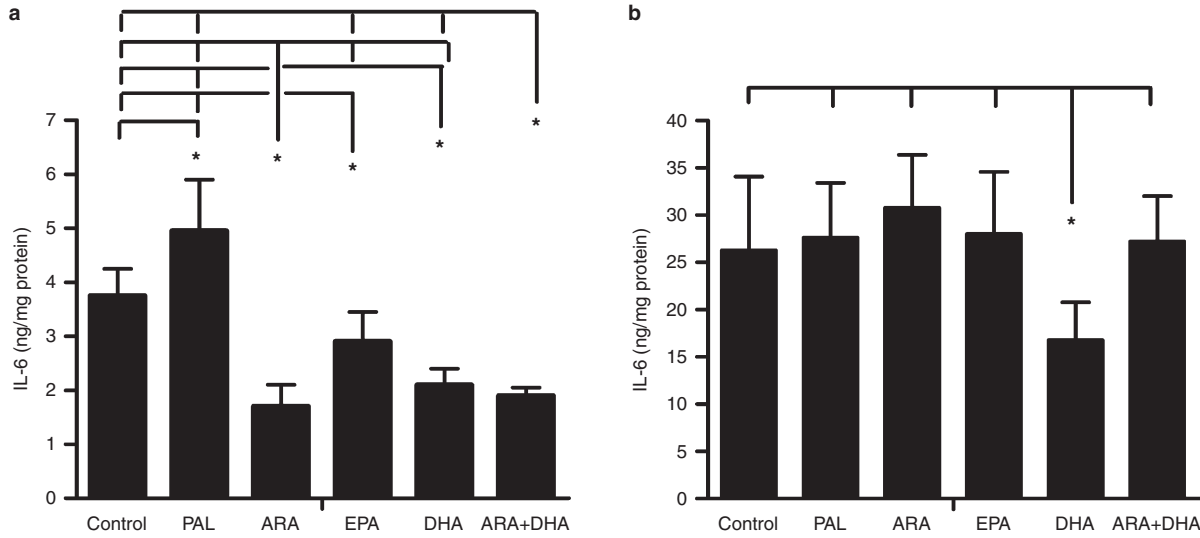 a
7
6
5
4
3
2
1
0
IL-6 (ng/mg protein)
* * * * *
Control PAL ARA EPA DHA ARA+DHA
b
40
35
30
25
20
15
10
5
0
IL-6 (ng/mg protein)
*
Control PAL ARA EPA DHA ARA+DHA